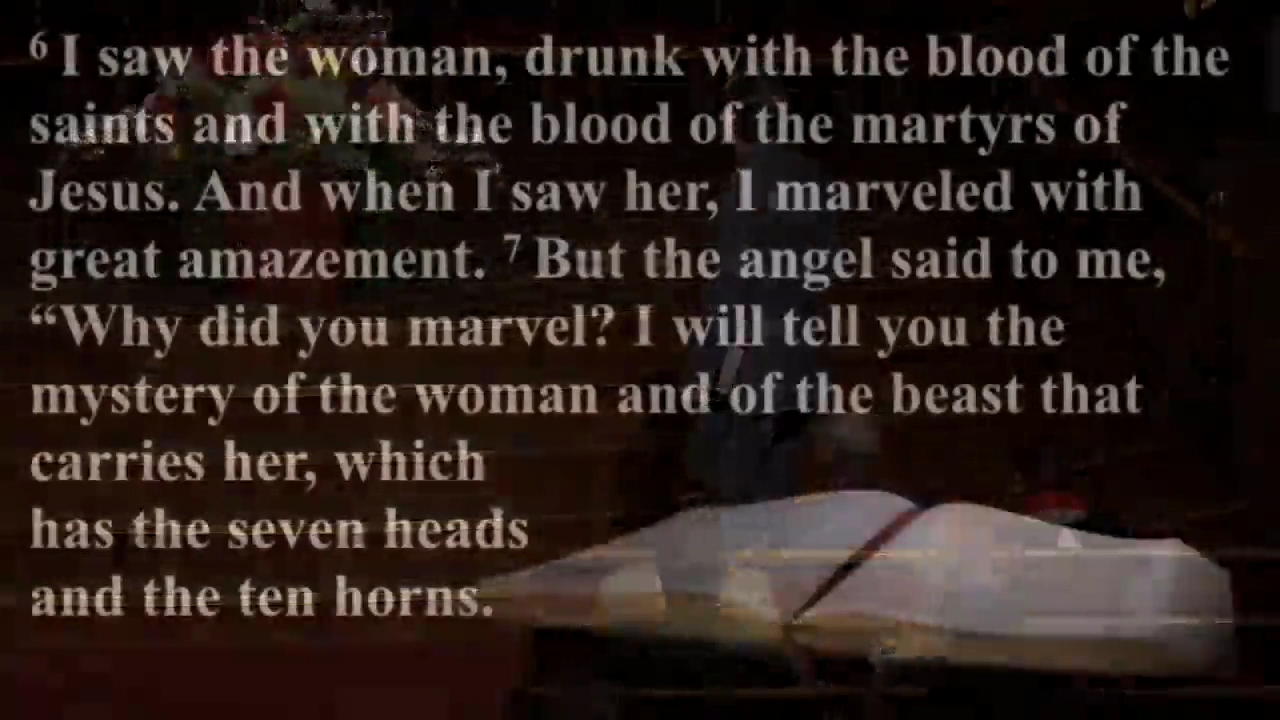 6 I saw the woman, drunk with the blood of the
saints and with the blood of the martyrs of
Jesus. And when I saw her, I marveled with
great amazement. 7 But the angel said to me,
“Why did you marvel? I will tell you the
mystery of the woman and of the beast that
carries her, which
has the seven heads
and the ten horns.